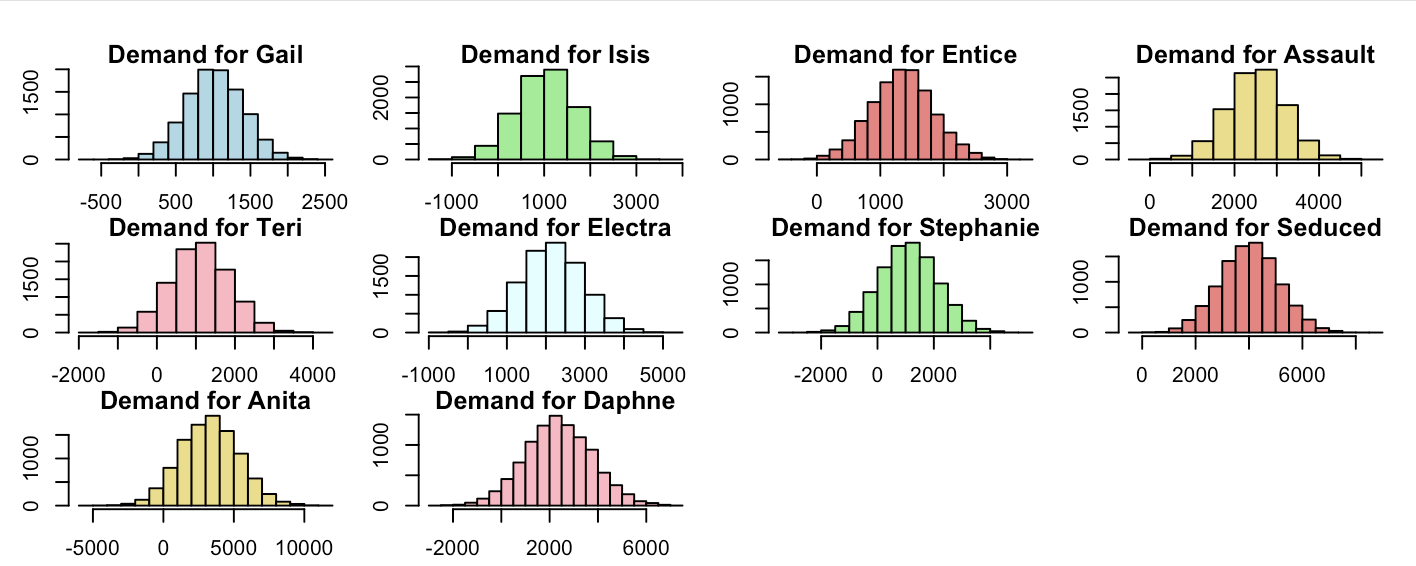 Demand for Gail
0 1500
-500 500 1500 2500
Demand for Isis
0 2000
-1000 1000 3000
Demand for Entice
0 1000
0 1000 3000
Demand for Assault
0 1500
0 2000 4000
Demand for Teri
0 1500
-2000 0 2000 4000
Demand for Electra
0 1500
-1000 1000 3000 5000
Demand for Stephanie
0 1000
-2000 0 2000
Demand for Seduced
0 1000
0 2000 6000
Demand for Anita
0 1000
-5000 0 5000 10000
Demand for Daphne
0 1000
-2000 2000 6000